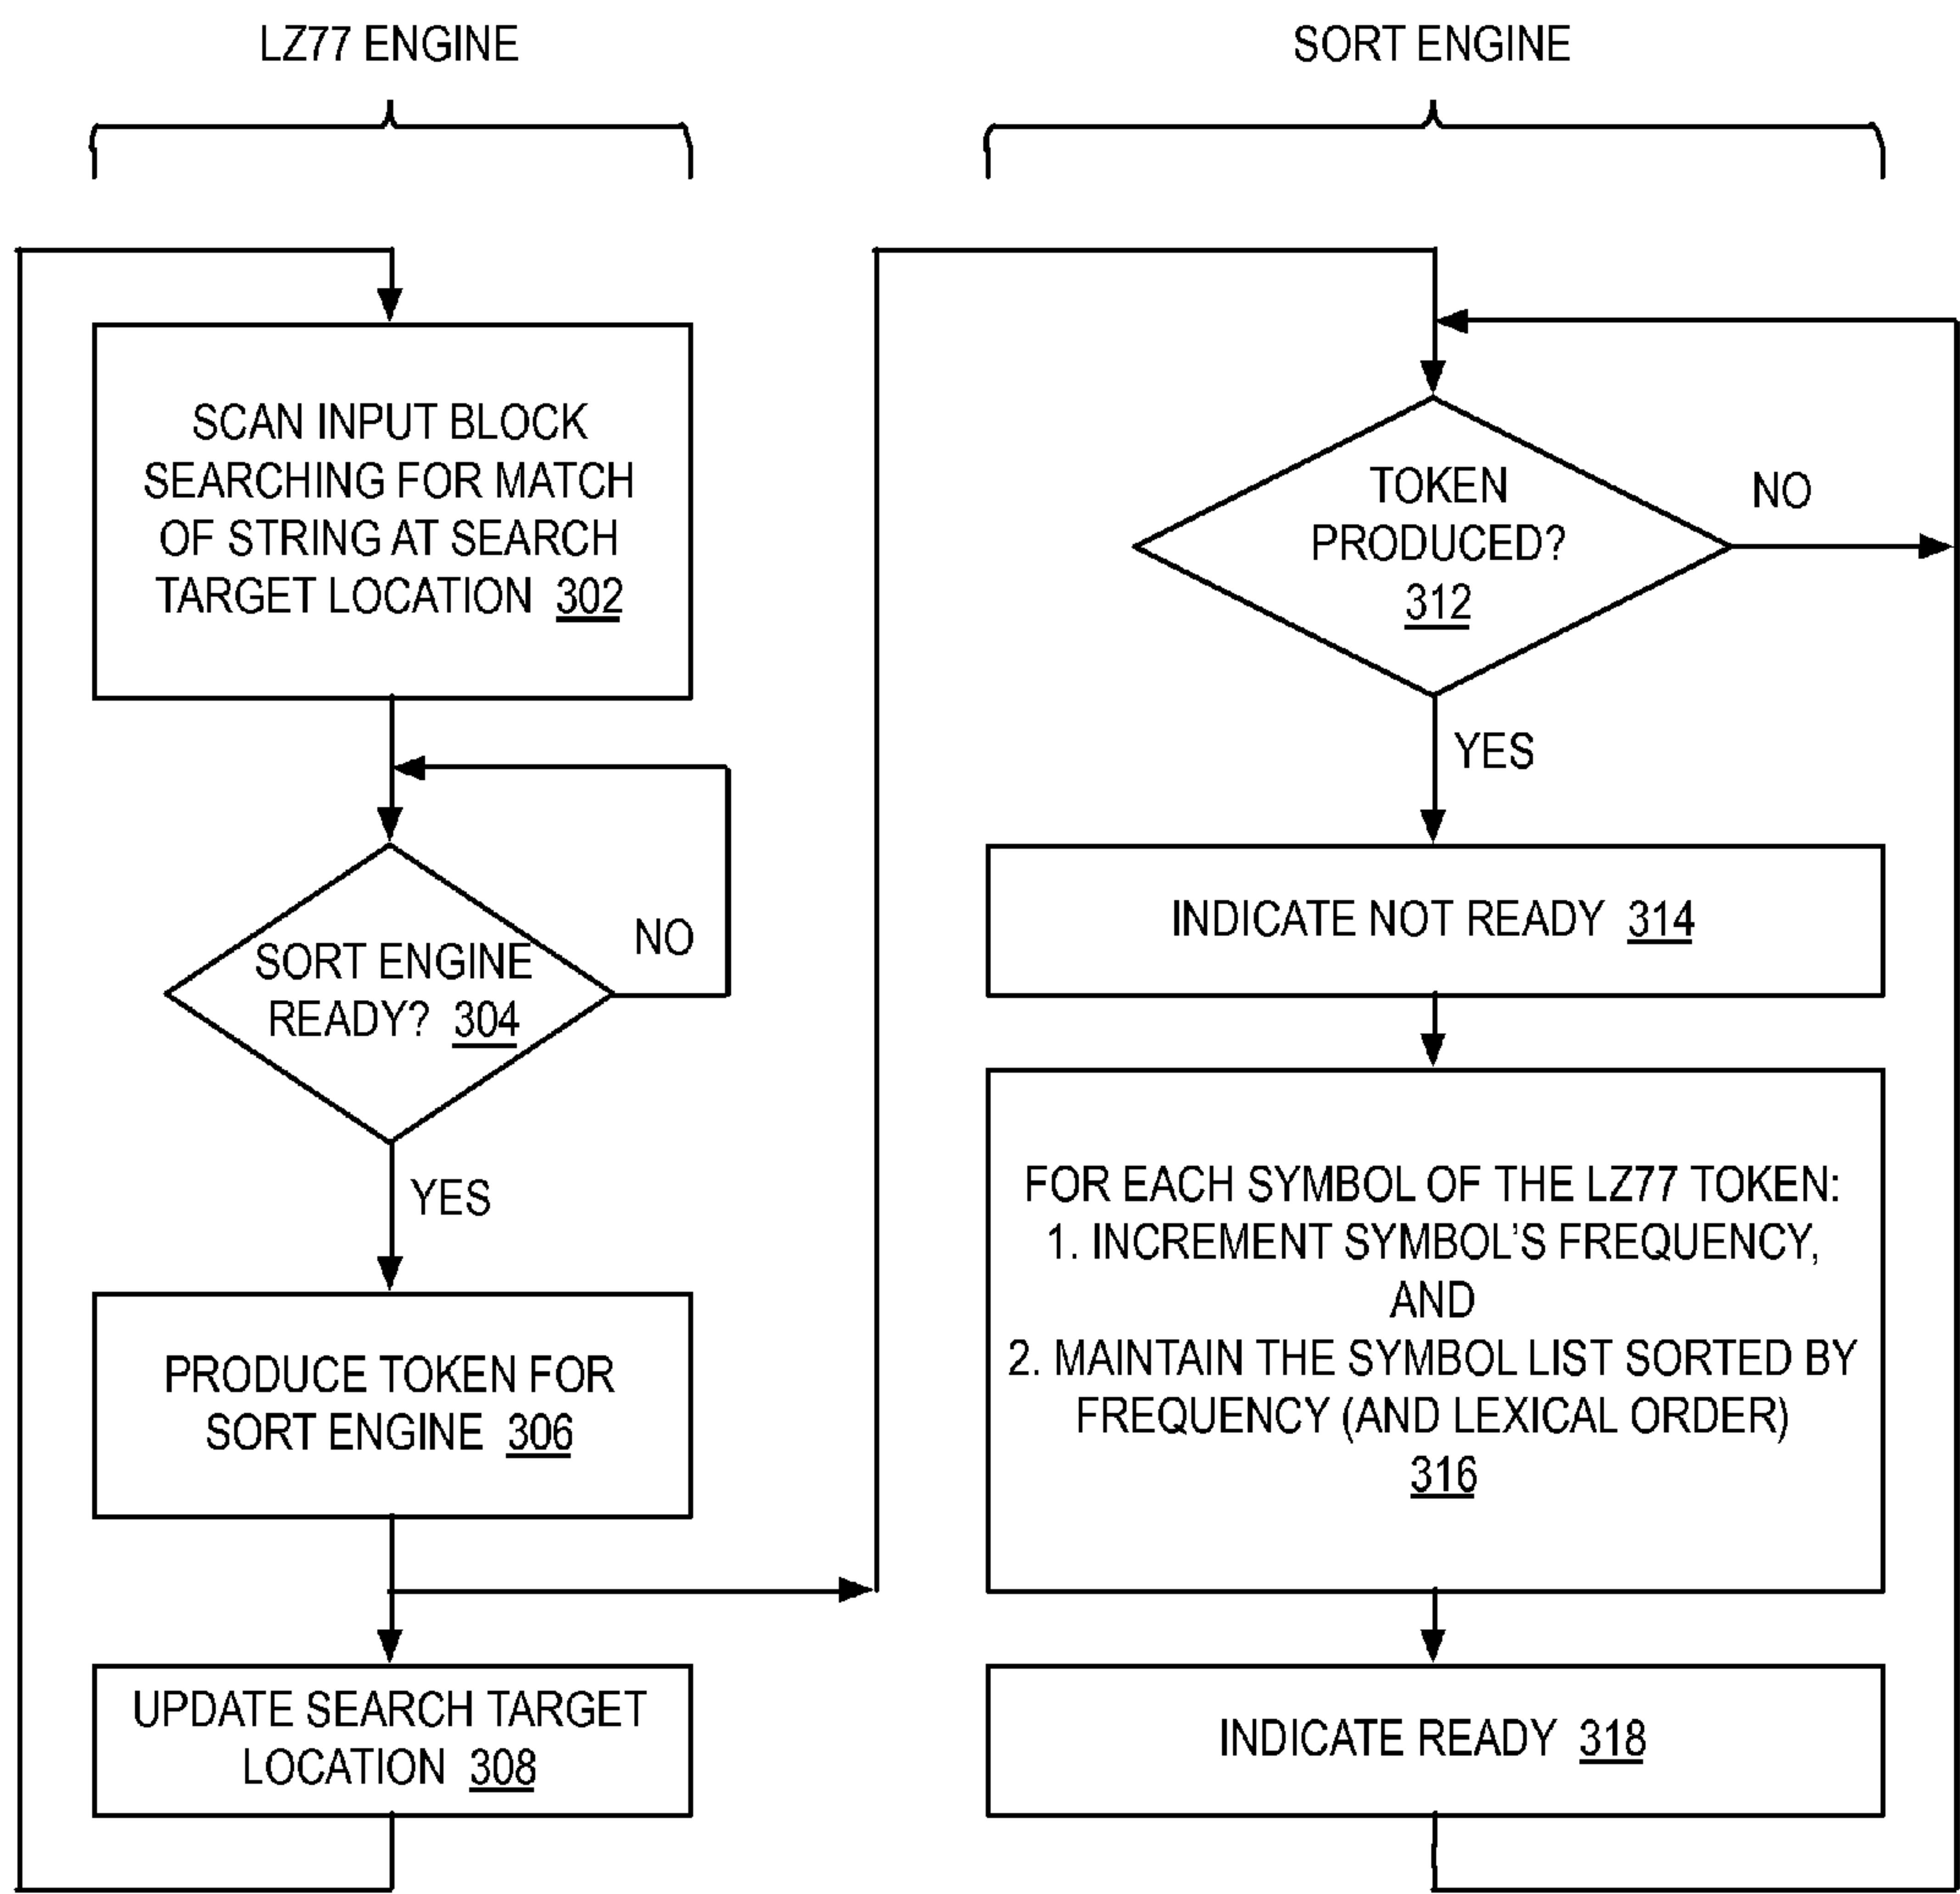 LZ77 ENGINE
SCAN INPUT BLOCK
SEARCHING FOR MATCH
OF STRING AT SEARCH
TARGET LOCATION 302
SORT ENGINE
READY? 304
NO
YES
PRODUCE TOKEN FOR
SORT ENGINE 306
UPDATE SEARCH TARGET
LOCATION 308
SORT ENGINE
TOKEN
PRODUCED?
312
NO
YES
INDICATE NOT READY 314
FOR EACH SYMBOL OF THE LZ77 TOKEN:
1. INCREMENT SYMBOL'S FREQUENCY,
AND
2. MAINTAIN THE SYMBOL LIST SORTED BY
FREQUENCY (AND LEXICAL ORDER)
316
INDICATE READY 318